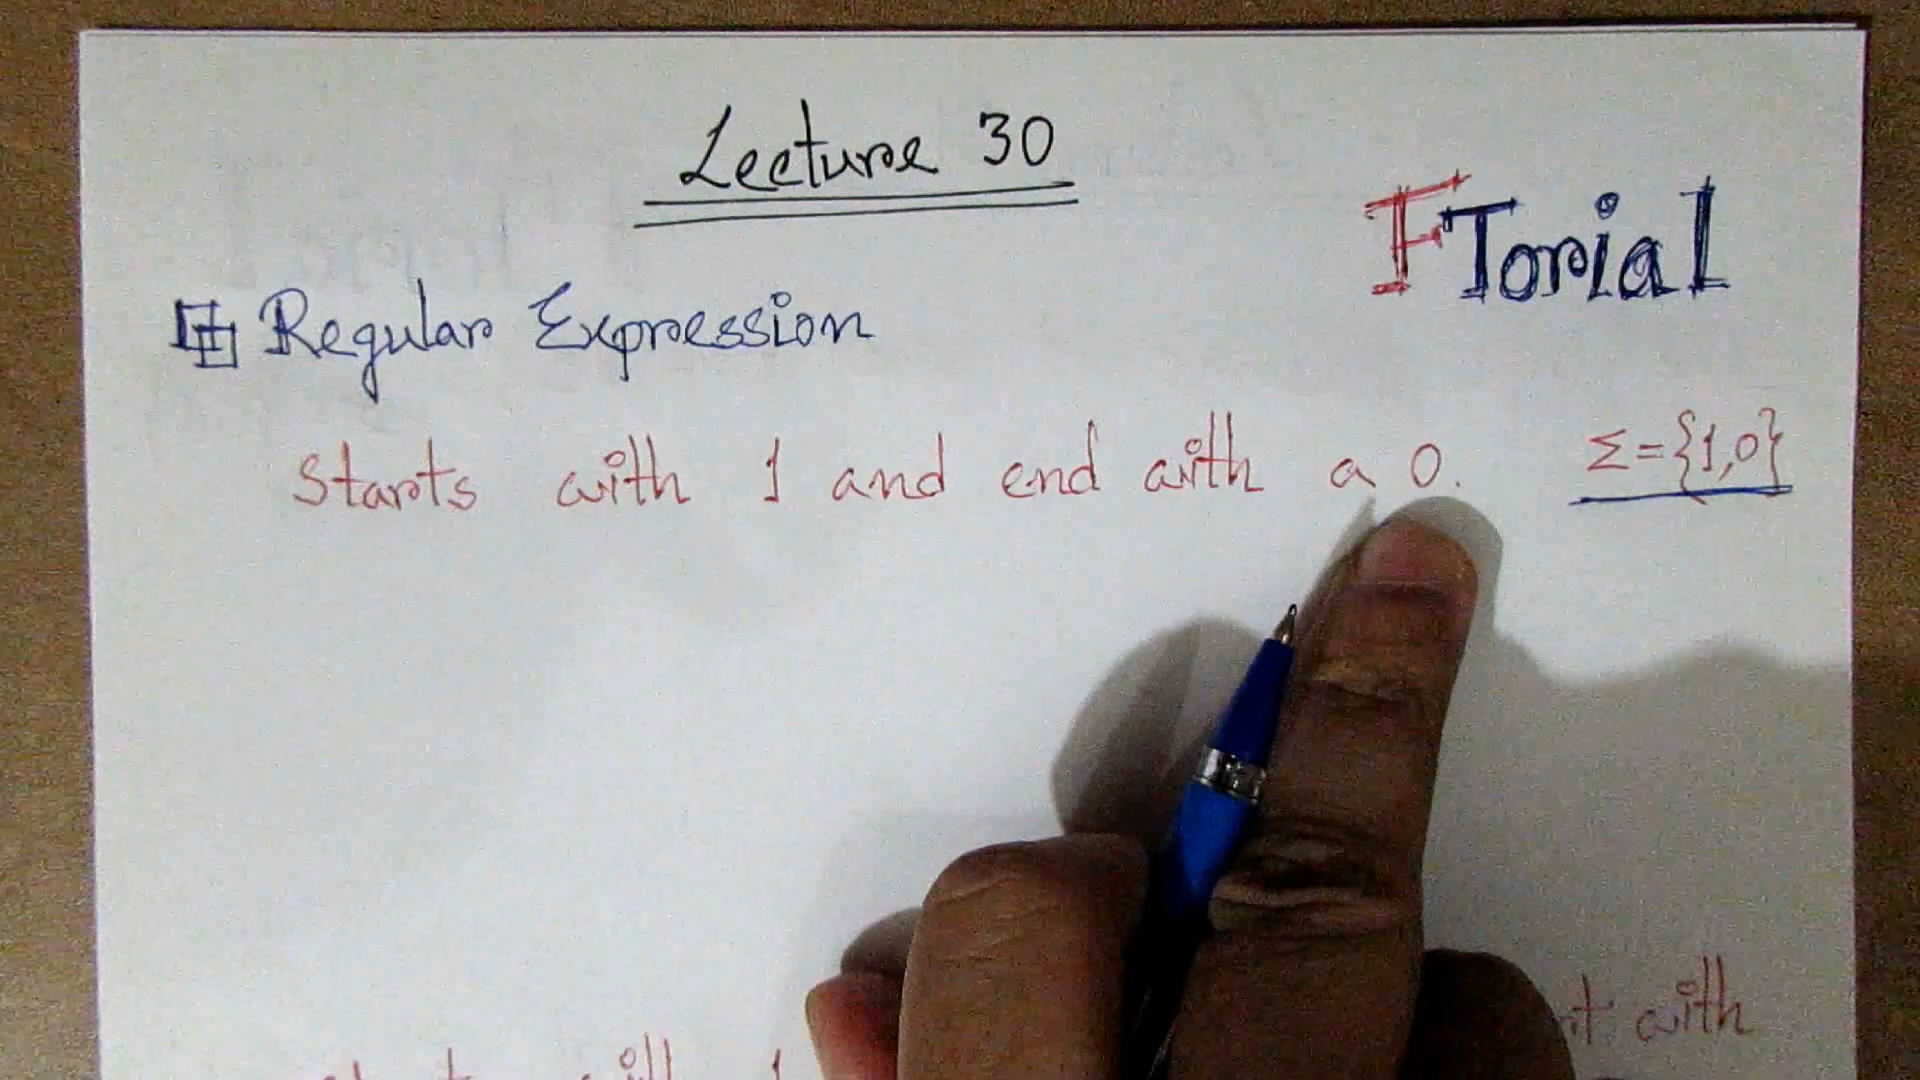 Lecture 30
FTorial
Regular Expression
Starts with 1 and end with a 0. Σ={1,0}
with